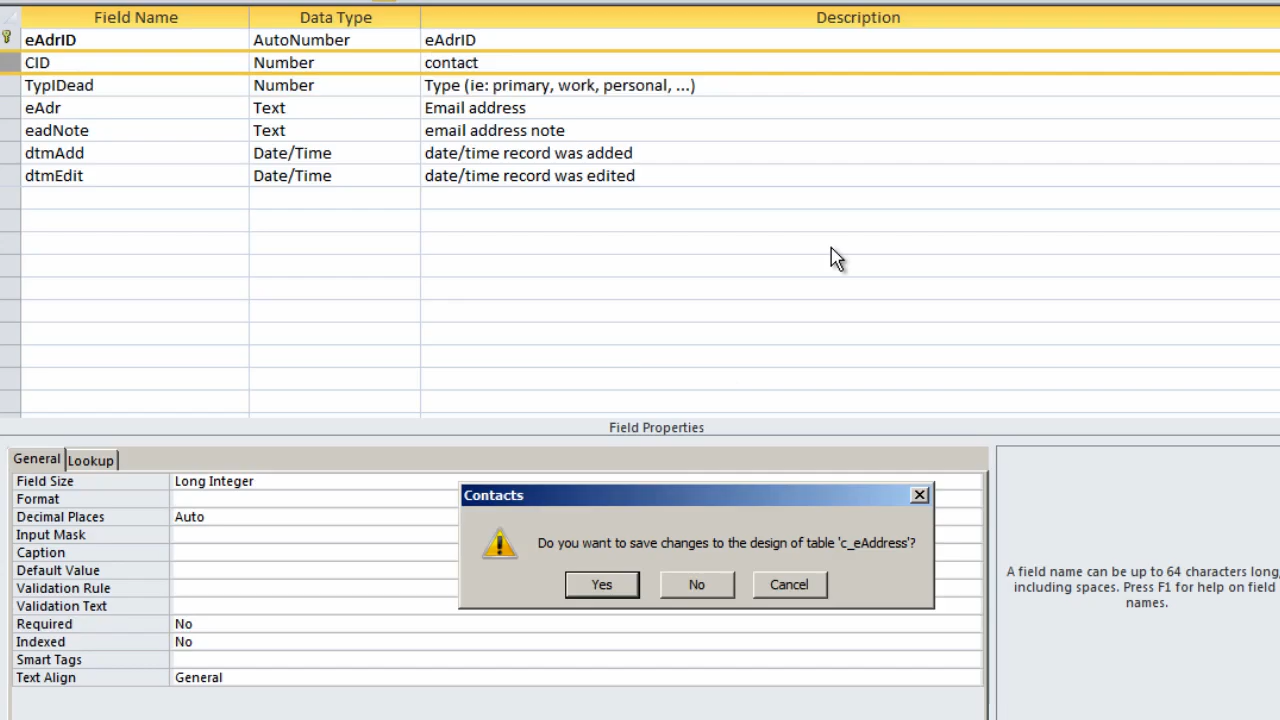 Field Name Data Type Description
eAdrID AutoNumber eAdrID
CID Number contact
TypIDead Number Type (ie: primary, work, personal, ...)
eAdr Text Email address
eadNote Text email address note
dtmAdd Date/Time date/time record was added
dtmEdit Date/Time date/time record was edited
Field Properties
General Lookup
Field Size Long Integer
Format
Decimal Places Auto
Input Mask
Caption
Default Value
Validation Rule
Validation Text
Required No
Indexed No
Smart Tags
Text Align General
Contacts
Do you want to save changes to the design of table 'c_eAddress'?
Yes No Cancel
A field name can be up to 64 characters long,
including spaces. Press F1 for help on field
names.